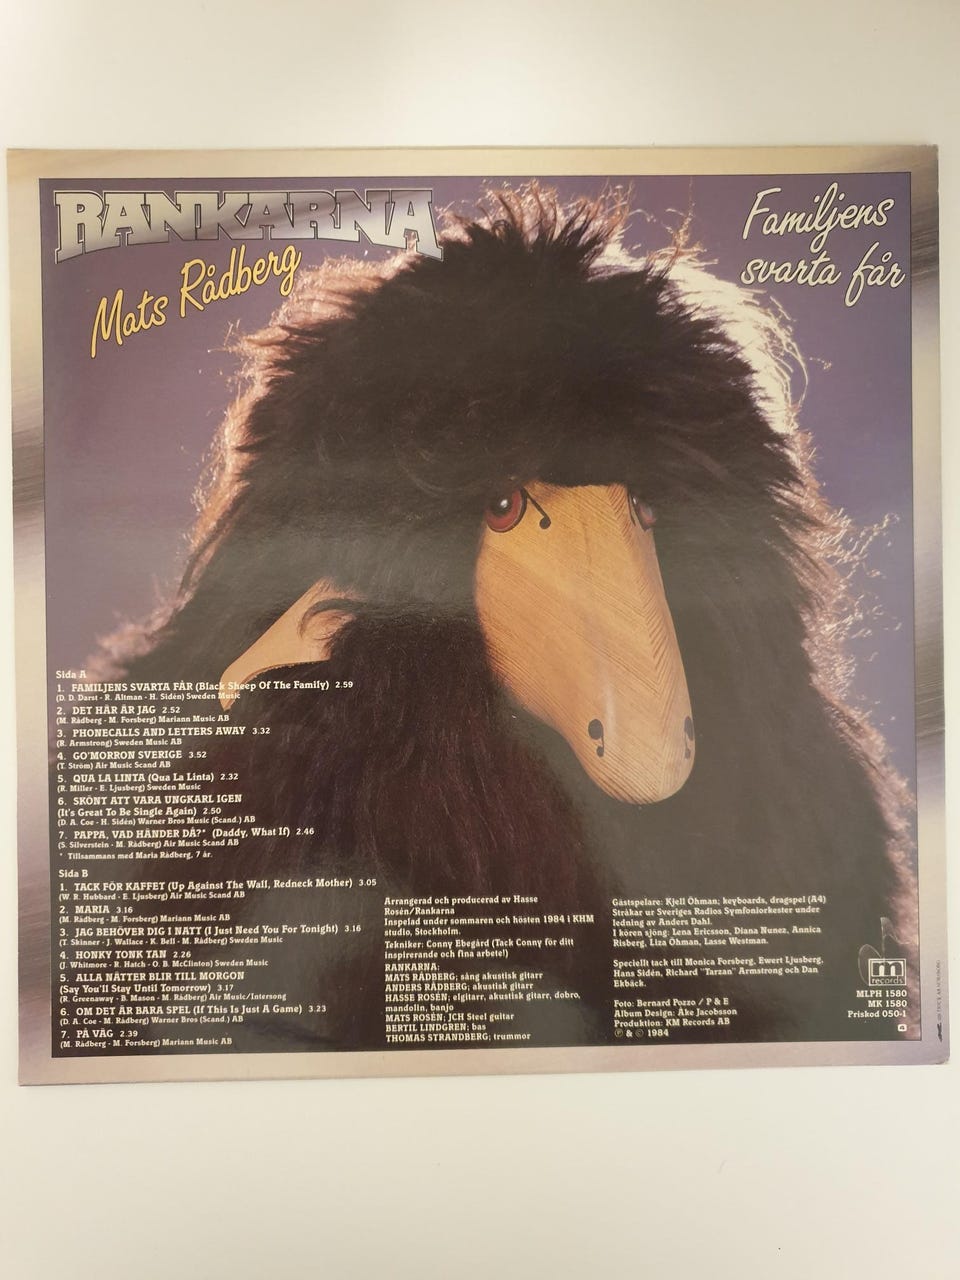 RANKARNA
Mats Rådberg
Familjens
svarta får
Sida A
1. FAMILJENS SVARTA FÅR (Black Sheep Of The Family) 2.59
(D. D. Darst - R. Altman - H. Sidén) Sweden Music
2. DET HÄR ÄR JAG 2.52
(M. Rådberg - M. Forsberg) Mariann Music AB
3. PHONECALLS AND LETTERS AWAY 3.32
(R. Armstrong) Sweden Music AB
4. GO'MORRON SVERIGE 3.52
(T. Ström) Air Music Scand AB
5. QUA LA LINTA (Qua La Linta) 2.32
(R. Miller - E. Ljusberg) Sweden Music
6. SKÖNT ATT VARA UNGKARL IGEN
(It's Great To Be Single Again) 2.50
(D. A. Coe - H. Sidén) Warner Bros Music (Scand.) AB
7. PAPPA, VAD HÄNDER DÅ?* (Daddy, What If) 2.46
(S. Silverstein - M. Rådberg) Air Music Scand AB
* Tillsammans med Maria Rådberg, 7 år.
Sida B
1. TACK FÖR KAFFET (Up Against The Wall, Redneck Mother) 3.05
(W. R. Hubbard - E. Ljusberg) Air Music Scand AB
2. MARIA 3.16
(M. Rådberg - M. Forsberg) Mariann Music AB
3. JAG BEHÖVER DIG I NATT (I Just Need You For Tonight) 3.16
(T. Skinner - J. Wallace - K. Bell - M. Rådberg) Sweden Music
4. HONKY TONK TAN 2.26
(J. Whitmore - R. Hatch - O. B. McClinton) Sweden Music
5. ALLA NÄTTER BLIR TILL MORGON
(Say You'll Stay Until Tomorrow) 3.17
(R. Greenaway - B. Mason - M. Rådberg) Air Music/Intersong
6. OM DET ÄR BARA SPEL (If This Is Just A Game) 3.23
(D. A. Coe - M. Rådberg) Warner Bros (Scand.) AB
7. PÅ VÄG 2.39
(M. Rådberg - M. Forsberg) Mariann Music AB
Arrangerad och producerad av Hasse
Rosén/Rankarna
Inspelad under sommaren och hösten 1984 i KHM
studio, Stockholm.
Tekniker: Conny Ebegård (Tack Conny för ditt
inspirerande och fina arbete!)
RANKARNA:
MATS RÅDBERG; sång akustisk gitarr
ANDERS RÅDBERG; akustisk gitarr
HASSE ROSÉN; elgitarr, akustisk gitarr, dobro,
mandolin, banjo
MATS ROSÉN; JCH Steel guitar
BERTIL LINDGREN; bas
THOMAS STRANDBERG; trummor
Gästspelare: Kjell Öhman; keyboards, dragspel (A4)
Stråkar ur Sveriges Radios Symfoniorkester under
ledning av Anders Dahl.
I kören sjöng: Lena Ericsson, Diana Nunez, Annica
Risberg, Liza Öhman, Lasse Westman.
Speciellt tack till Monica Forsberg, Ewert Ljusberg,
Hans Sidén, Richard "Tarzan" Armstrong och Dan
Ekbäck.
Foto: Bernard Pozzo / P & E
Album Design: Åke Jacobsson
Produktion: KM Records AB
℗ & © 1984
m
records
MLPH 1580
MK 1580
Priskod 050-1
4